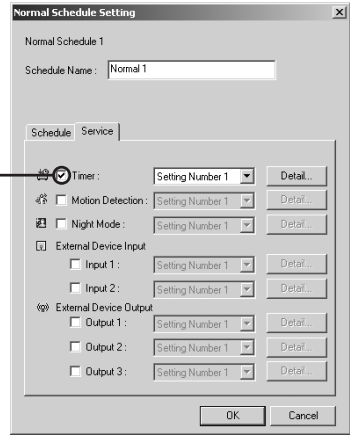 Normal Schedule Setting
Normal Schedule 1
Schedule Name : Normal 1
Schedule Service
Timer : Setting Number 1 Detail...
Motion Detection : Setting Number 1 Detail...
Night Mode : Setting Number 1 Detail...
External Device Input
Input 1 : Setting Number 1 Detail...
Input 2 : Setting Number 1 Detail...
External Device Output
Output 1 : Setting Number 1 Detail...
Output 2 : Setting Number 1 Detail...
Output 3 : Setting Number 1 Detail...
OK Cancel